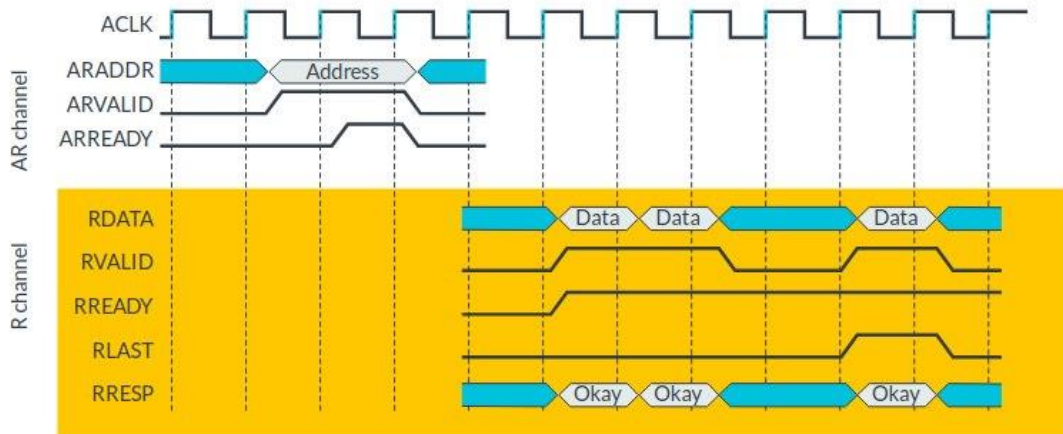 ACLK
ARADDR Address
ARVALID
ARREADY
AR channel
RDATA Data Data Data
RVALID
RREADY
RLAST
RRESP Okay Okay Okay
R channel